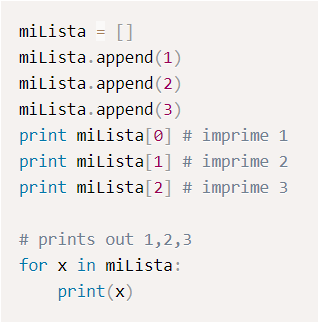 miLista = []
miLista.append(1)
miLista.append(2)
miLista.append(3)
print miLista[0] # imprime 1
print miLista[1] # imprime 2
print miLista[2] # imprime 3

# prints out 1,2,3
for x in miLista:
    print(x)